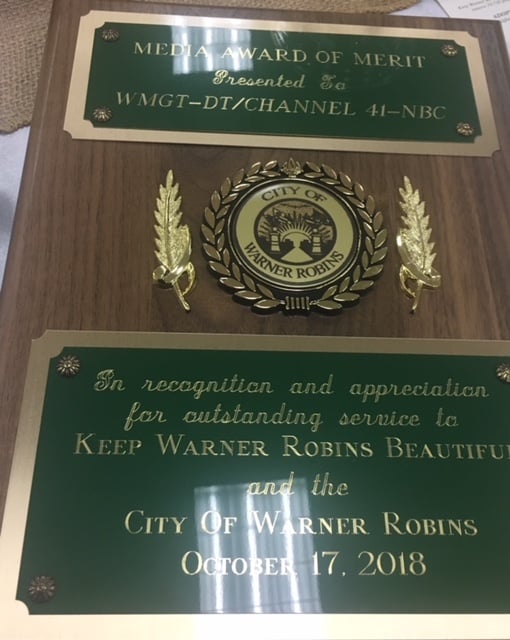 MEDIA AWARD OF MERIT
Presented To
WMGT-DT/CHANNEL 41-NBC
CITY OF
WARNER ROBINS
In recognition and appreciation
for outstanding service to
KEEP WARNER ROBINS BEAUTIFU
and the
CITY OF WARNER ROBINS
OCTOBER 17, 2018